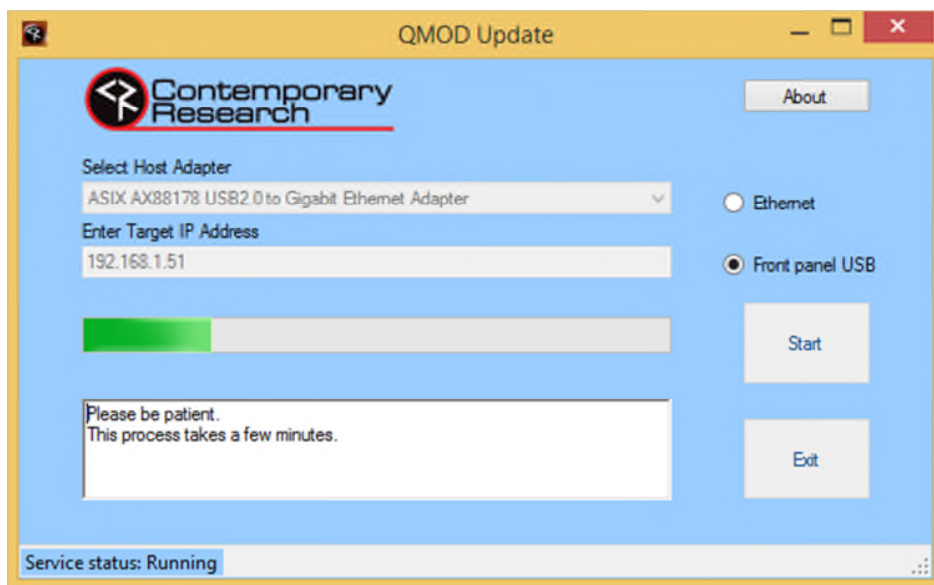 QMOD Update
Contemporary
Research
About
Select Host Adapter
ASIX AX88178 USB2.0 to Gigabit Ethernet Adapter
Ethernet
Enter Target IP Address
192.168.1.51
Front panel USB
Start
Please be patient.
This process takes a few minutes.
Exit
Service status: Running